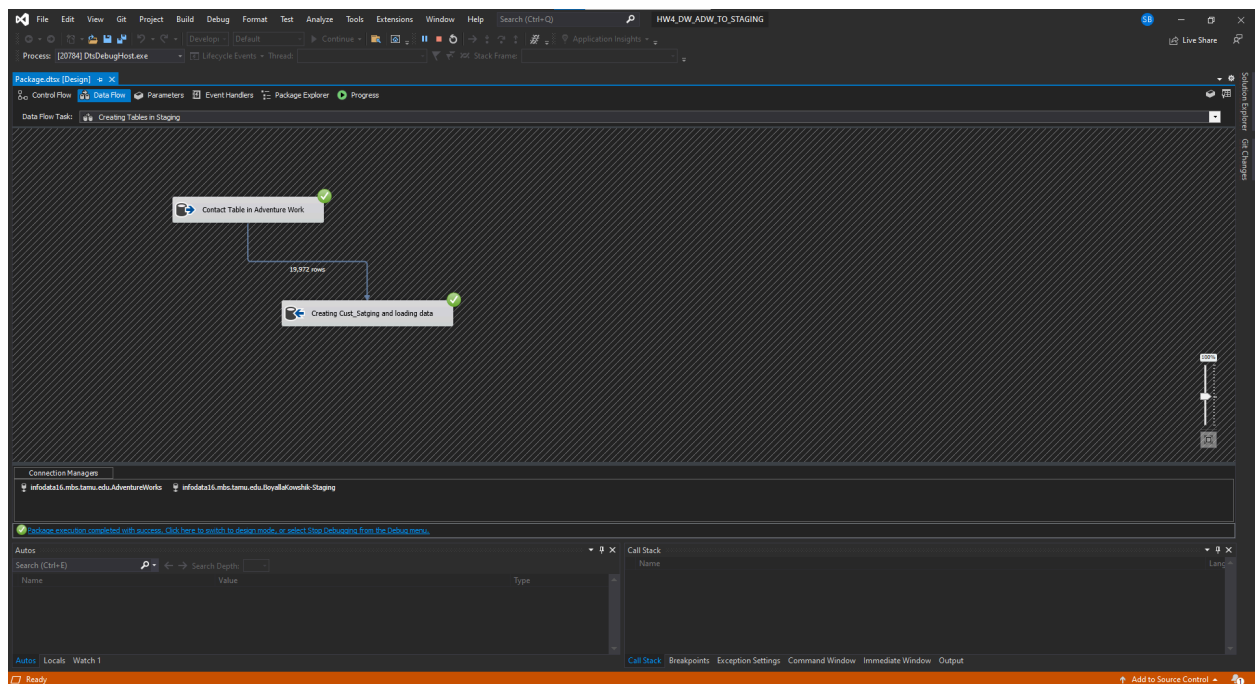 File Edit View Git Project Build Debug Format Test Analyze Tools Extensions Window Help Search (Ctrl+Q) HW4_DW_ADW_TO_STAGING SB
Develop Default Continue Application Insights Live Share
Process: [20784] DtsDebugHost.exe Lifecycle Events Thread: Stack Frame:
Package.dtsx [Design]
Control Flow Data Flow Parameters Event Handlers Package Explorer Progress
Data Flow Task: Creating Tables in Staging
Solution Explorer
Git Changes
Contact Table in Adventure Work
19,972 rows
Creating Cust_Satging and loading data
100%
Connection Managers
infodata16.mbs.tamu.edu.AdventureWorks infodata16.mbs.tamu.edu.BoyallaKowshik-Staging
Package execution completed with success. Click here to switch to design mode, or select Stop Debugging from the Debug menu.
Autos
Search (Ctrl+E) Search Depth:
Name Value Type
Call Stack
Name Lang
Autos Locals Watch 1
Call Stack Breakpoints Exception Settings Command Window Immediate Window Output
Ready Add to Source Control